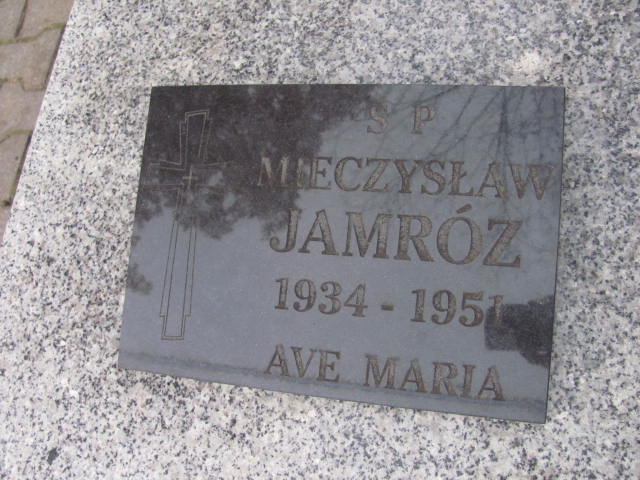 S P
MIECZYSŁAW
JAMRÓZ
1934 - 1951
AVE MARIA